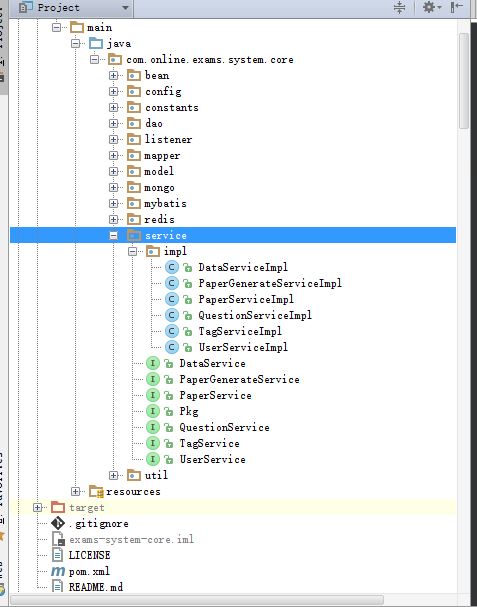 Project
main
java
com.online.exams.system.core
bean
config
constants
dao
listener
mapper
model
mongo
mybatis
redis
service
impl
DataServiceImpl
PaperGenerateServiceImpl
PaperServiceImpl
QuestionServiceImpl
TagServiceImpl
UserServiceImpl
DataService
PaperGenerateService
PaperService
Pkg
QuestionService
TagService
UserService
util
resources
target
.gitignore
exams-system-core.iml
LICENSE
pom.xml
README.md